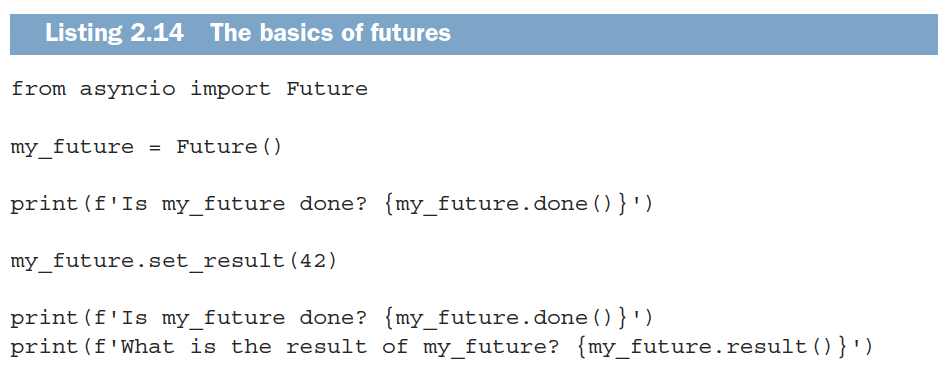 Listing 2.14 The basics of futures
from asyncio import Future
my_future = Future()
print(f'Is my_future done? {my_future.done()}')
my_future.set_result(42)
print(f'Is my_future done? {my_future.done()}')
print(f'What is the result of my_future? {my_future.result()}')